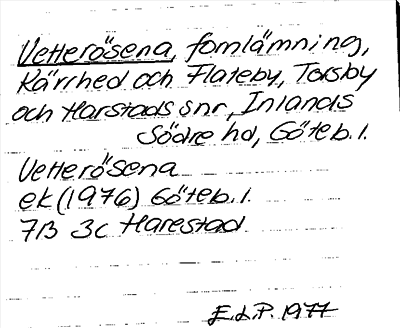 Vetterösena, fornlämning,
Kärrhed och Flateby, Torsby
och Harstads snr, Inlands
Södre hd, Göteb.l.
Vetterösena
ek (1976) Göteb.l.
7B 3c Harestad
E.L.P. 1977